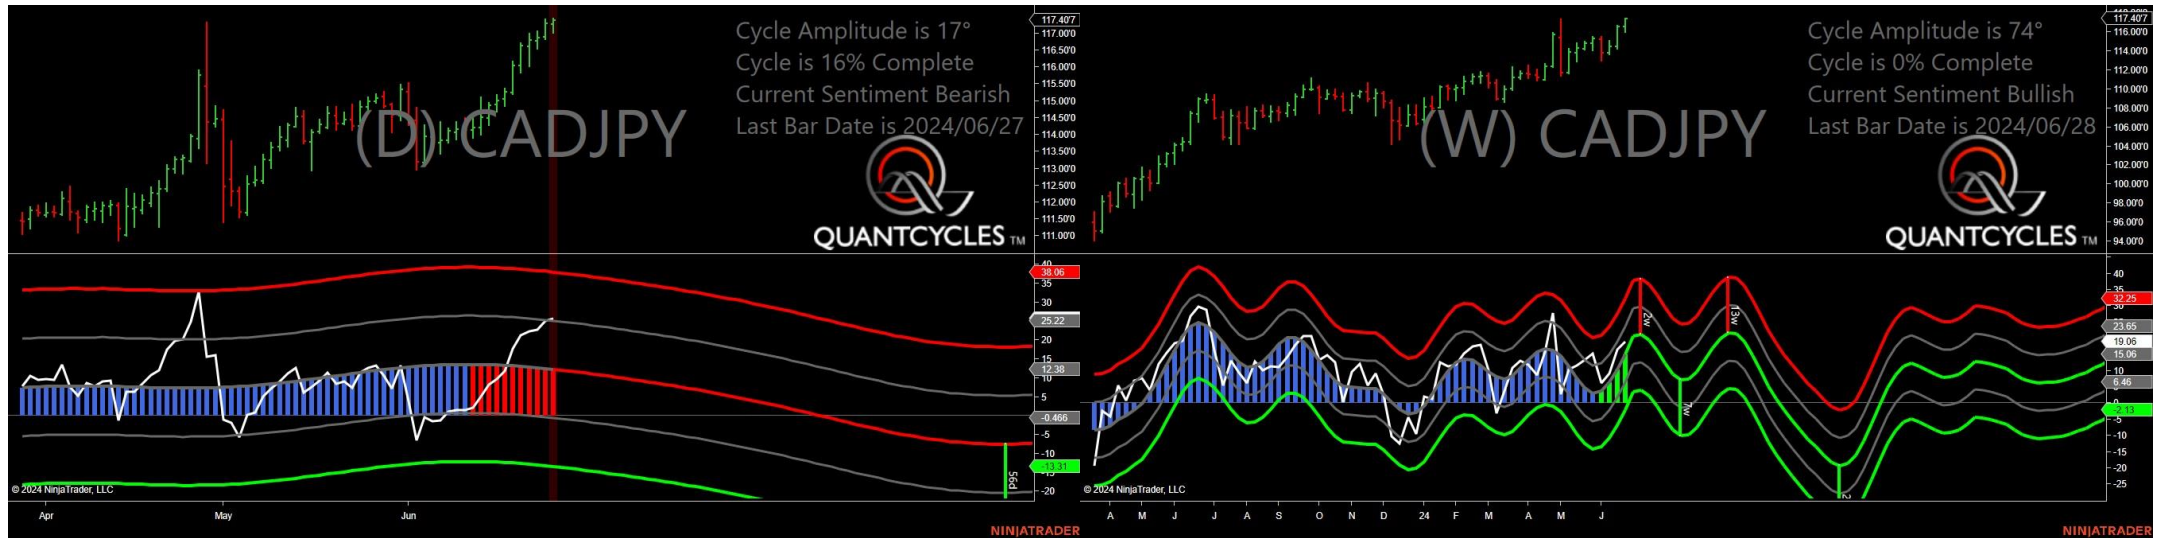 Cycle Amplitude is 17°
Cycle is 16% Complete
Current Sentiment Bearish
Last Bar Date is 2024/06/27
(D) CADJPY
QUANTCYCLES TM
117.40'7
117.00'0
116.50'0
116.00'0
115.50'0
115.00'0
114.50'0
114.00'0
113.50'0
113.00'0
112.50'0
112.00'0
111.50'0
111.00'0
40
38.06
35
30
25.22
20
15
12.38
10
5
-0.466
-5
-10
-13.31
-20
56d
© 2024 NinjaTrader, LLC
Apr
May
Jun
NINJATRADER
Cycle Amplitude is 74°
Cycle is 0% Complete
Current Sentiment Bullish
Last Bar Date is 2024/06/28
(W) CADJPY
QUANTCYCLES TM
117.40'7
116.00'0
114.00'0
112.00'0
110.00'0
108.00'0
106.00'0
104.00'0
102.00'0
100.00'0
98.00'0
96.00'0
94.00'0
40
35
32.25
23.65
19.06
15.06
10
6.46
0
-2.13
-5
-10
-15
-20
-25
2w
7w
13w
© 2024 NinjaTrader, LLC
A M J J A S O N D 24 F M A M J
NINJATRADER